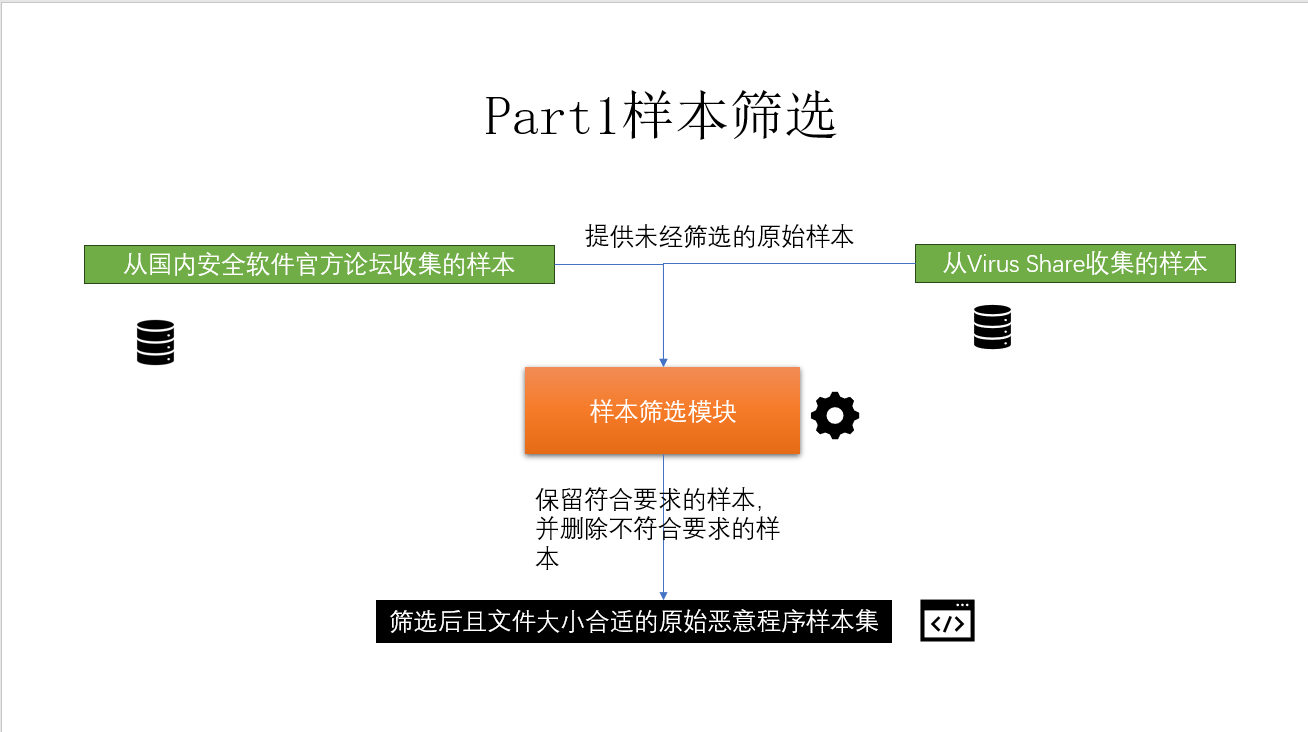 Part1样本筛选
提供未经筛选的原始样本
从国内安全软件官方论坛收集的样本
从Virus Share收集的样本
样本筛选模块
保留符合要求的样本,
并删除不符合要求的样
本
筛选后且文件大小合适的原始恶意程序样本集